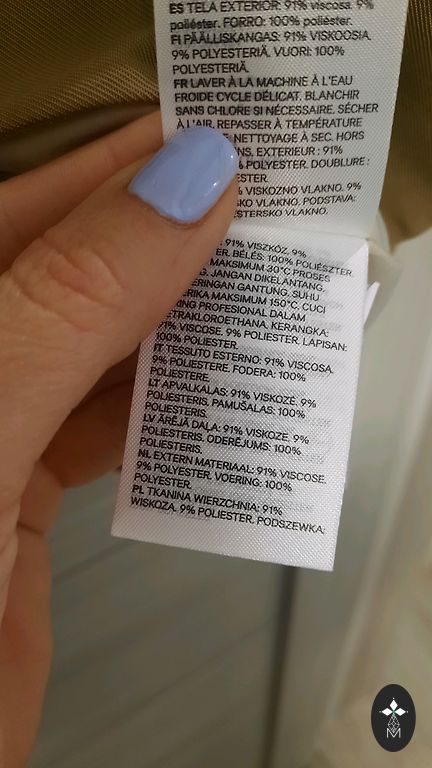 ES TELA EXTERIOR: 91% viscosa. 9%
poliéster. FORRO: 100% poliéster.
FI PÄÄLLISKANGAS: 91% VISKOOSIA.
9% POLYESTERIÄ. VUORI: 100%
POLYESTERIÄ.
FR LAVER À LA MACHINE À L'EAU
FROIDE CYCLE DÉLICAT, BLANCHIR
SANS CHLORE SI NÉCESSAIRE. SÉCHER
À L'AIR, REPASSER À TEMPÉRATURE
NETTOYAGE À SEC. HORS
EXTERIEUR: 91%
POLYESTER. DOUBLURE:
POLYESTER.
VISKOZNO VLAKNO. 9%
VLAKNO. PODSTAVA:
VLAKNO.
91% VISZKÓZ. 9%
BÉLÉS: 100% POLIÉSZTER.
MAKSIMUM 30°C PROSES
JANGAN DIKELANTANG,
GANTUNG, SUHU
MAKSIMUM 150°C, CUCI
PROFESIONAL DALAM
KERANGKA:
VISCOSE. 9% POLYESTER. LAPISAN:
100% POLYESTER.
IT TESSUTO ESTERNO: 91% VISCOSA.
9% POLIESTERE. FODERA: 100%
POLIESTERE.
LT APVALKALAS: 91% VISKOZĖ. 9%
POLIESTERIS. PAMUŠALAS: 100%
POLIESTERIS.
LV ĀRĒJĀ DAĻA: 91% VISKOZE. 9%
POLIESTERIS. ODERĒJUMS: 100%
POLIESTERIS.
NL EXTERN MATERIAAL: 91% VISCOSE.
9% POLYESTER. VOERING: 100%
POLYESTER.
PL TKANINA WIERZCHNIA: 91%
WISKOZA. 9% POLIESTER. PODSZEWKA:
M